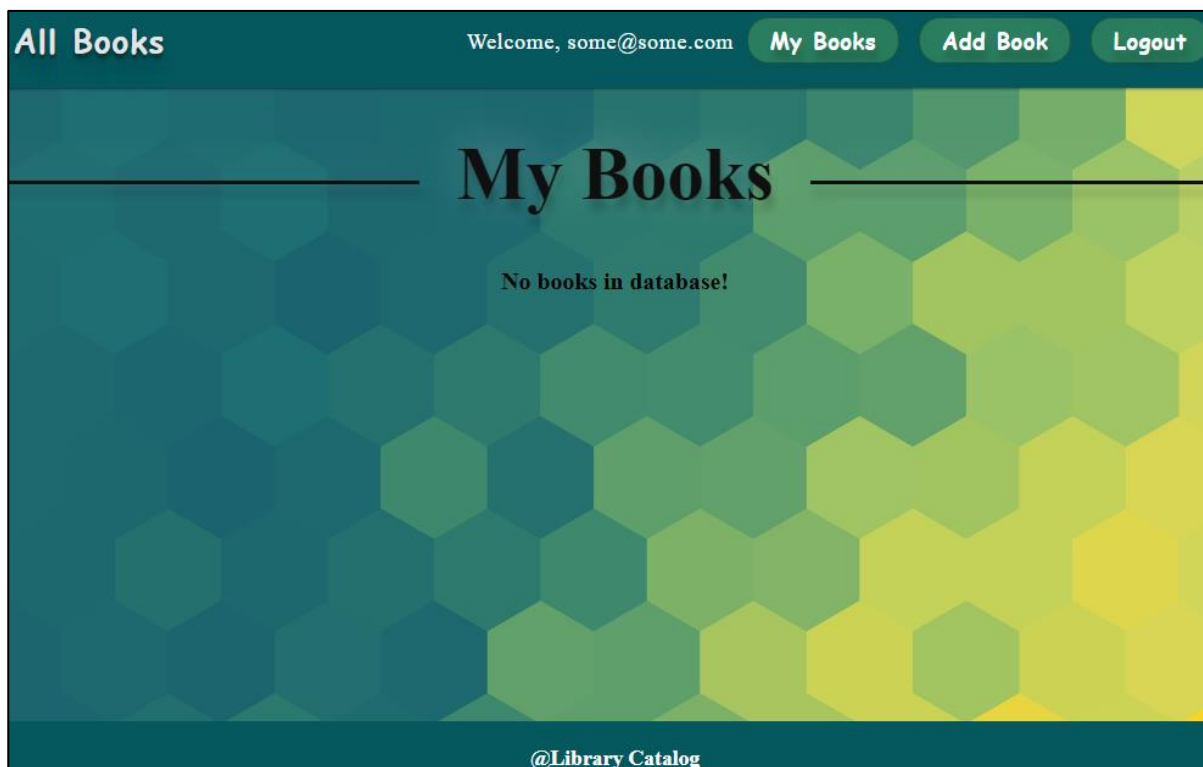 All Books Welcome, some@some.com My Books Add Book Logout
My Books
No books in database!
@Library Catalog